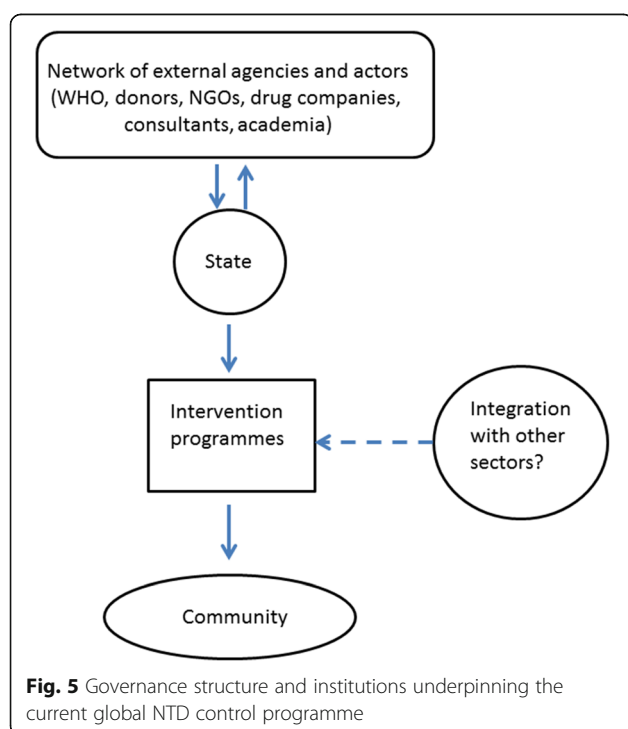 Network of external agencies and actors
(WHO, donors, NGOs, drug companies,
consultants, academia)
State
Intervention
programmes
Integration
with other
sectors?
Community
Fig. 5 Governance structure and institutions underpinning the
current global NTD control programme